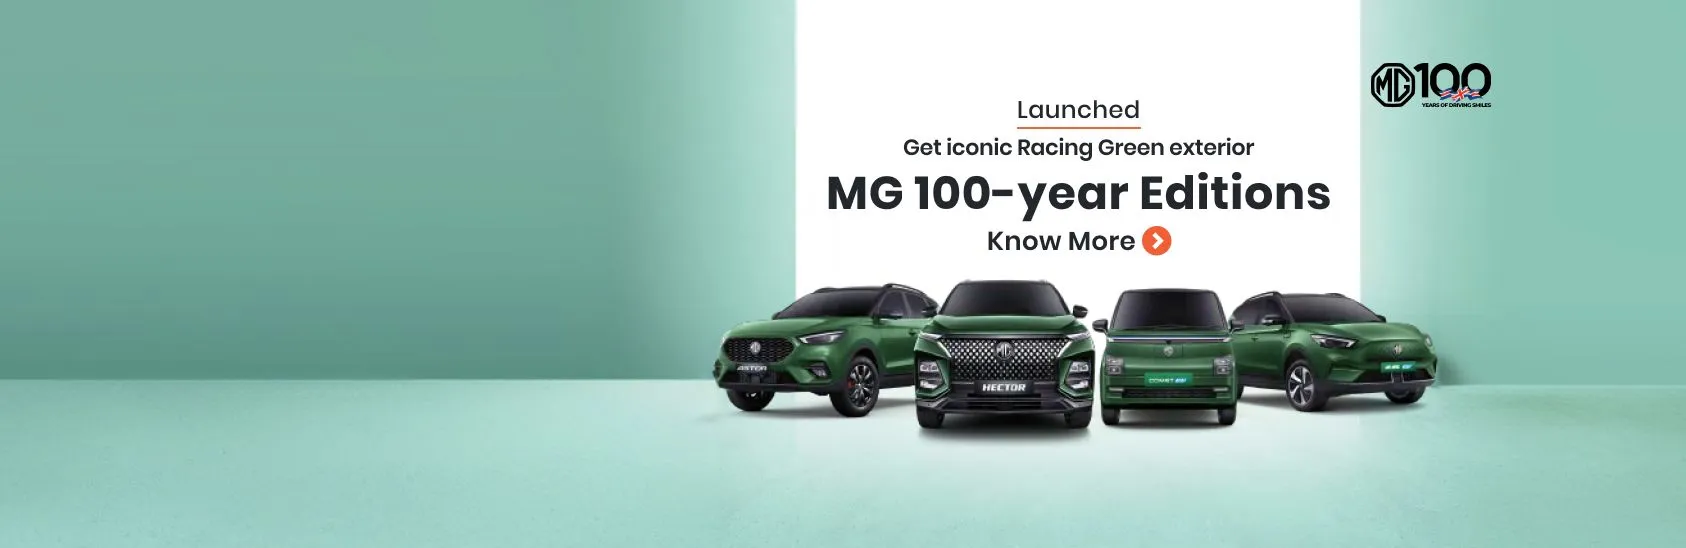 MG 100
YEARS OF DRIVING SMILES
Launched
Get iconic Racing Green exterior
MG 100-year Editions
Know More
ASTOR
HECTOR
COMET